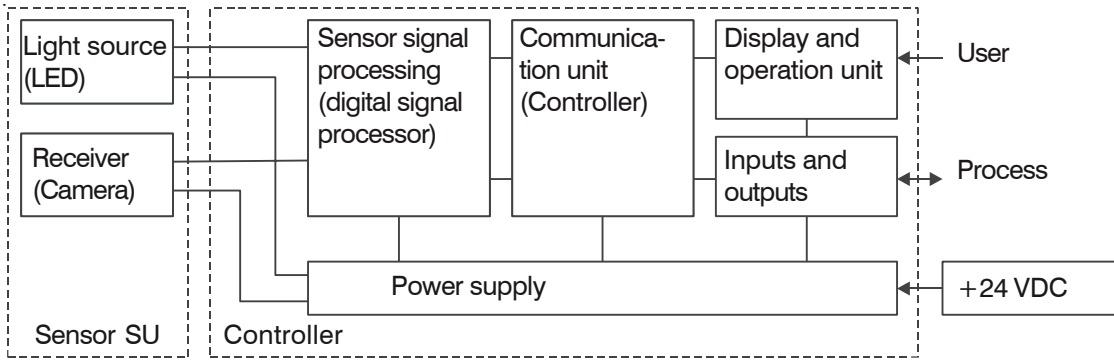 Light source
(LED)
Receiver
(Camera)
Sensor SU
Sensor signal
processing
(digital signal
processor)
Communica-
tion unit
(Controller)
Display and
operation unit
Inputs and
outputs
Power supply
Controller
User
Process
+24 VDC